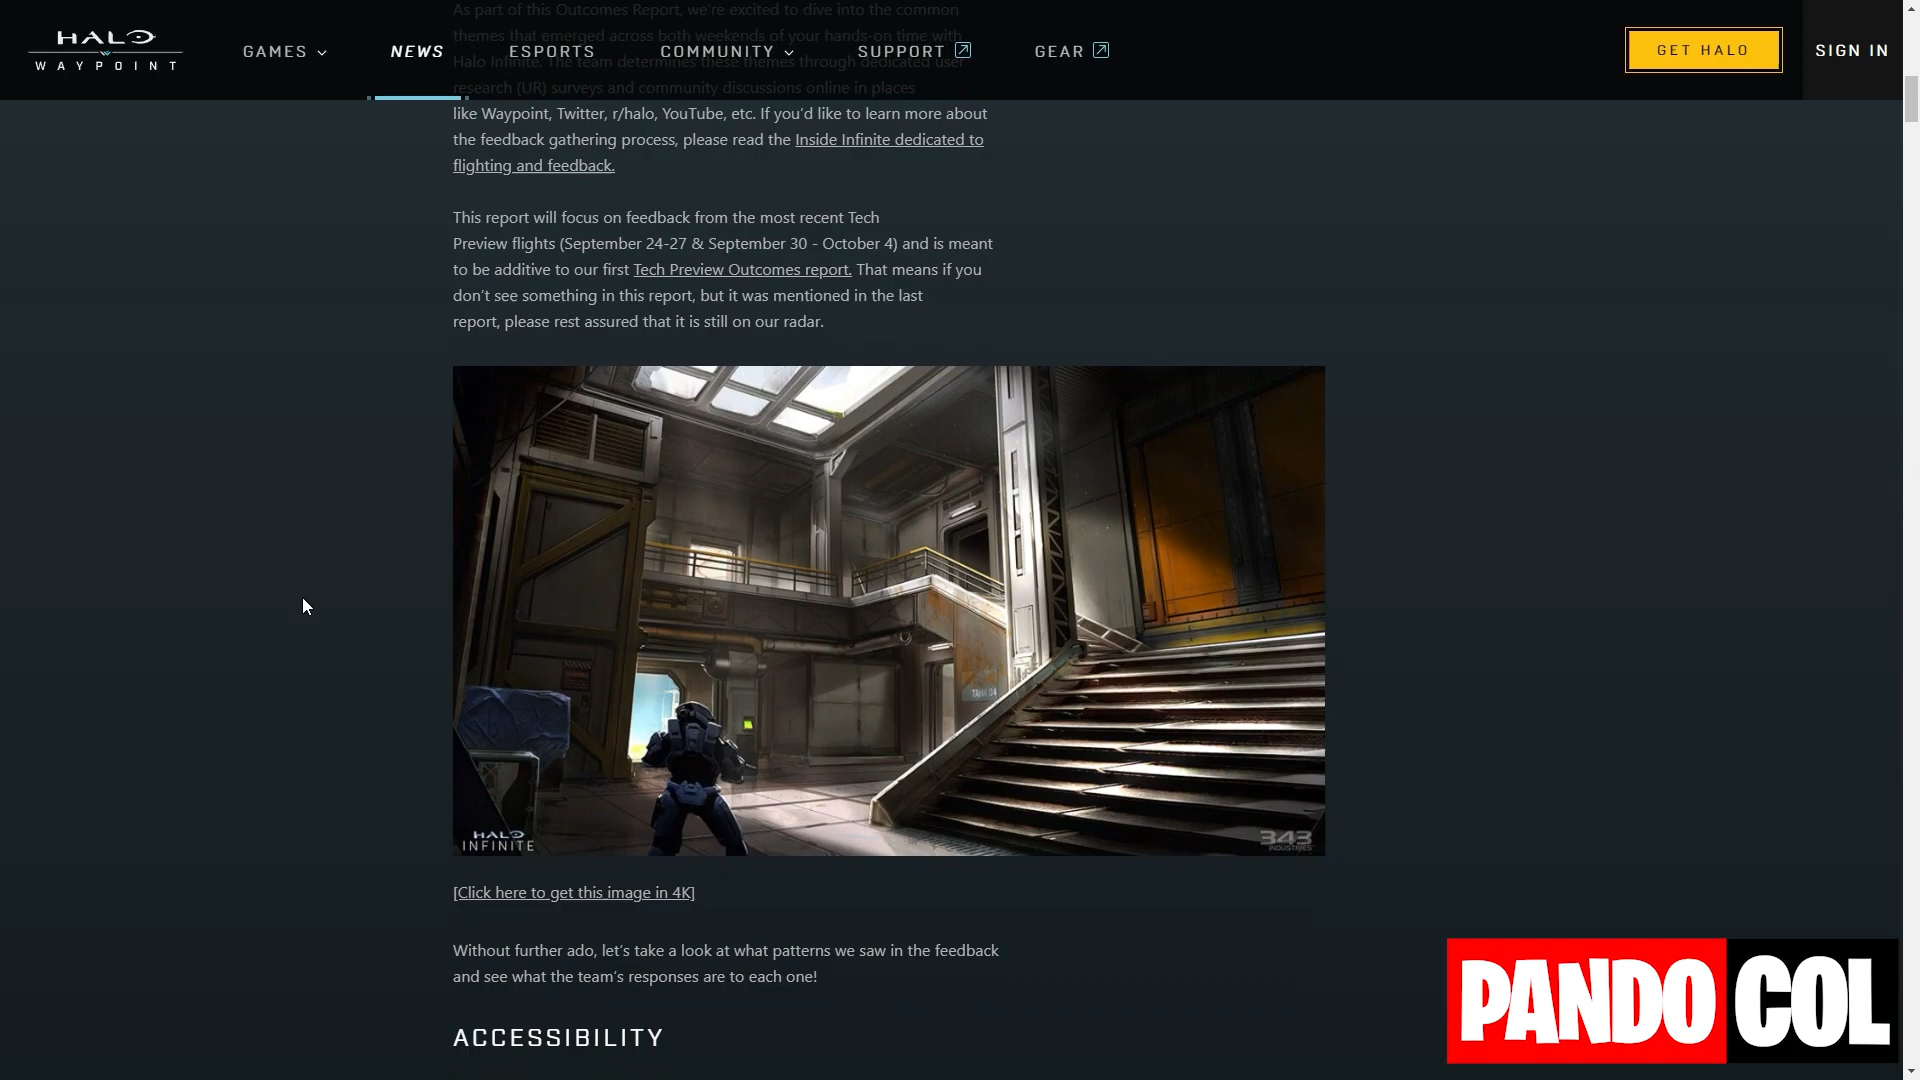 As part of this Outcomes Report, we're excited to dive into the common
themes that emerged across both weekends of your hands-on time with
Halo Infinite. The team determines these themes through dedicated user
research (UR) surveys and community discussions online in places
HALO
WAYPOINT
GAMES
NEWS
ESPORTS
COMMUNITY
SUPPORT
GEAR
GET HALO
SIGN IN
like Waypoint, Twitter, r/halo, YouTube, etc. If you'd like to learn more about
the feedback gathering process, please read the Inside Infinite dedicated to
flighting and feedback.
This report will focus on feedback from the most recent Tech
Preview flights (September 24-27 & September 30 - October 4) and is meant
to be additive to our first Tech Preview Outcomes report. That means if you
don't see something in this report, but it was mentioned in the last
report, please rest assured that it is still on our radar.
HALO
INFINITE
343
INDUSTRIES
[Click here to get this image in 4K]
Without further ado, let's take a look at what patterns we saw in the feedback
and see what the team's responses are to each one!
ACCESSIBILITY
PANDO COL